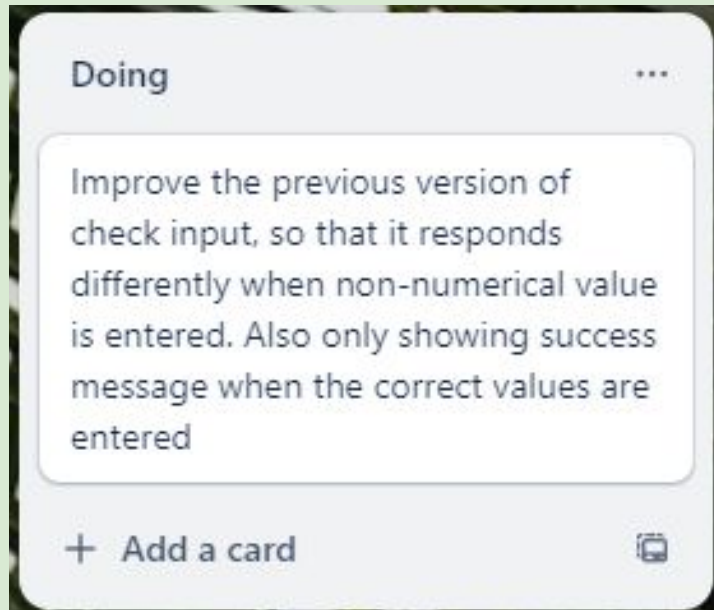 Doing
Improve the previous version of
check input, so that it responds
differently when non-numerical value
is entered. Also only showing success
message when the correct values are
entered
+ Add a card